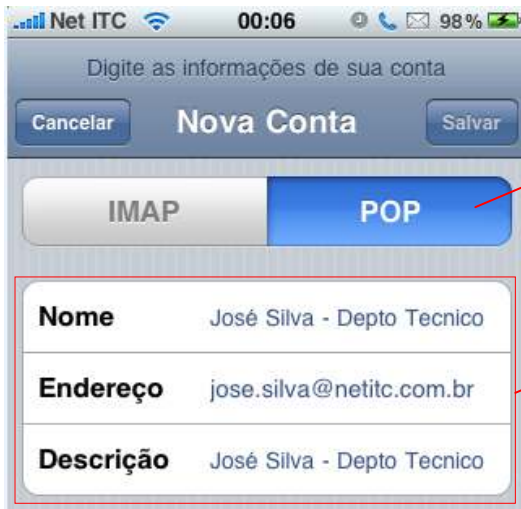 Net ITC 00:06 98%
Digite as informações de sua conta
Cancelar Nova Conta Salvar
IMAP POP
Nome José Silva - Depto Tecnico
Endereço jose.silva@netitc.com.br
Descrição José Silva - Depto Tecnico